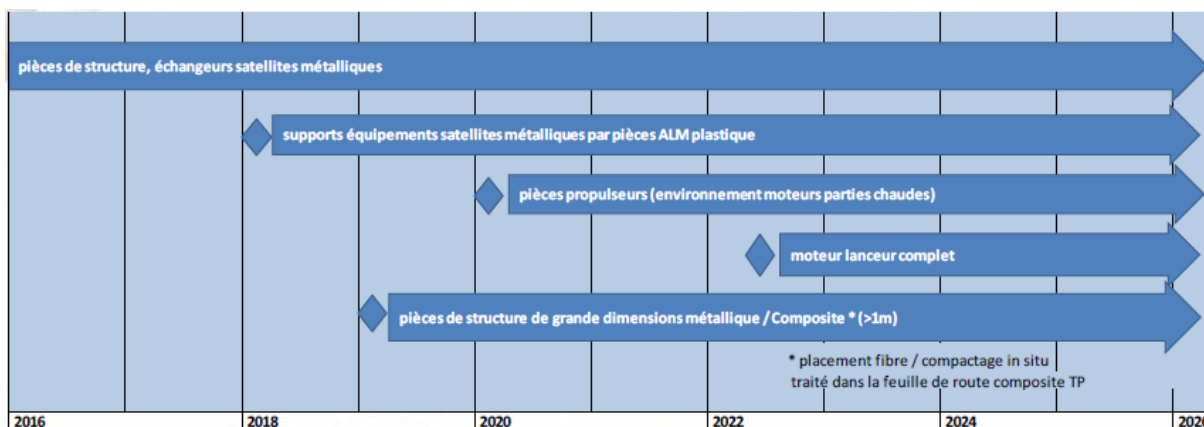 pièces de structure, échangeurs satellites métalliques
supports équipements satellites métalliques par pièces ALM plastique
pièces propulseurs (environnement moteurs parties chaudes)
moteur lanceur complet
pièces de structure de grande dimensions métallique / Composite * (>1m)
* placement fibre / compactage in situ
traité dans la feuille de route composite TP
2016 2018 2020 2022 2024